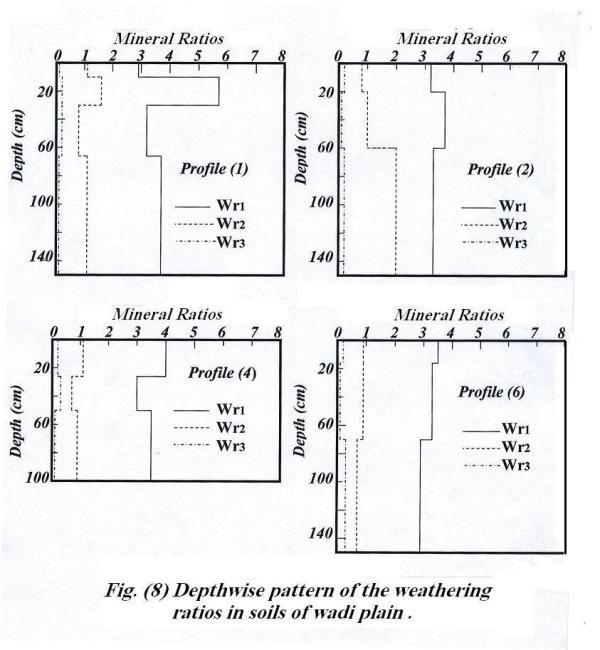 Mineral Ratios
0 1 2 3 4 5 6 7 8
Depth (cm)
20
60
100
140
Profile (1)
Wr1
Wr2
Wr3
Mineral Ratios
0 1 2 3 4 5 6 7 8
Depth (cm)
20
60
100
140
Profile (2)
Wr1
Wr2
Wr3
Mineral Ratios
0 1 2 3 4 5 6 7 8
Depth (cm)
20
60
100
Profile (4)
Wr1
Wr2
Wr3
Mineral Ratios
0 1 2 3 4 5 6 7 8
Depth (cm)
20
60
100
140
Profile (6)
Wr1
Wr2
Wr3
Fig. (8) Depthwise pattern of the weathering
ratios in soils of wadi plain .